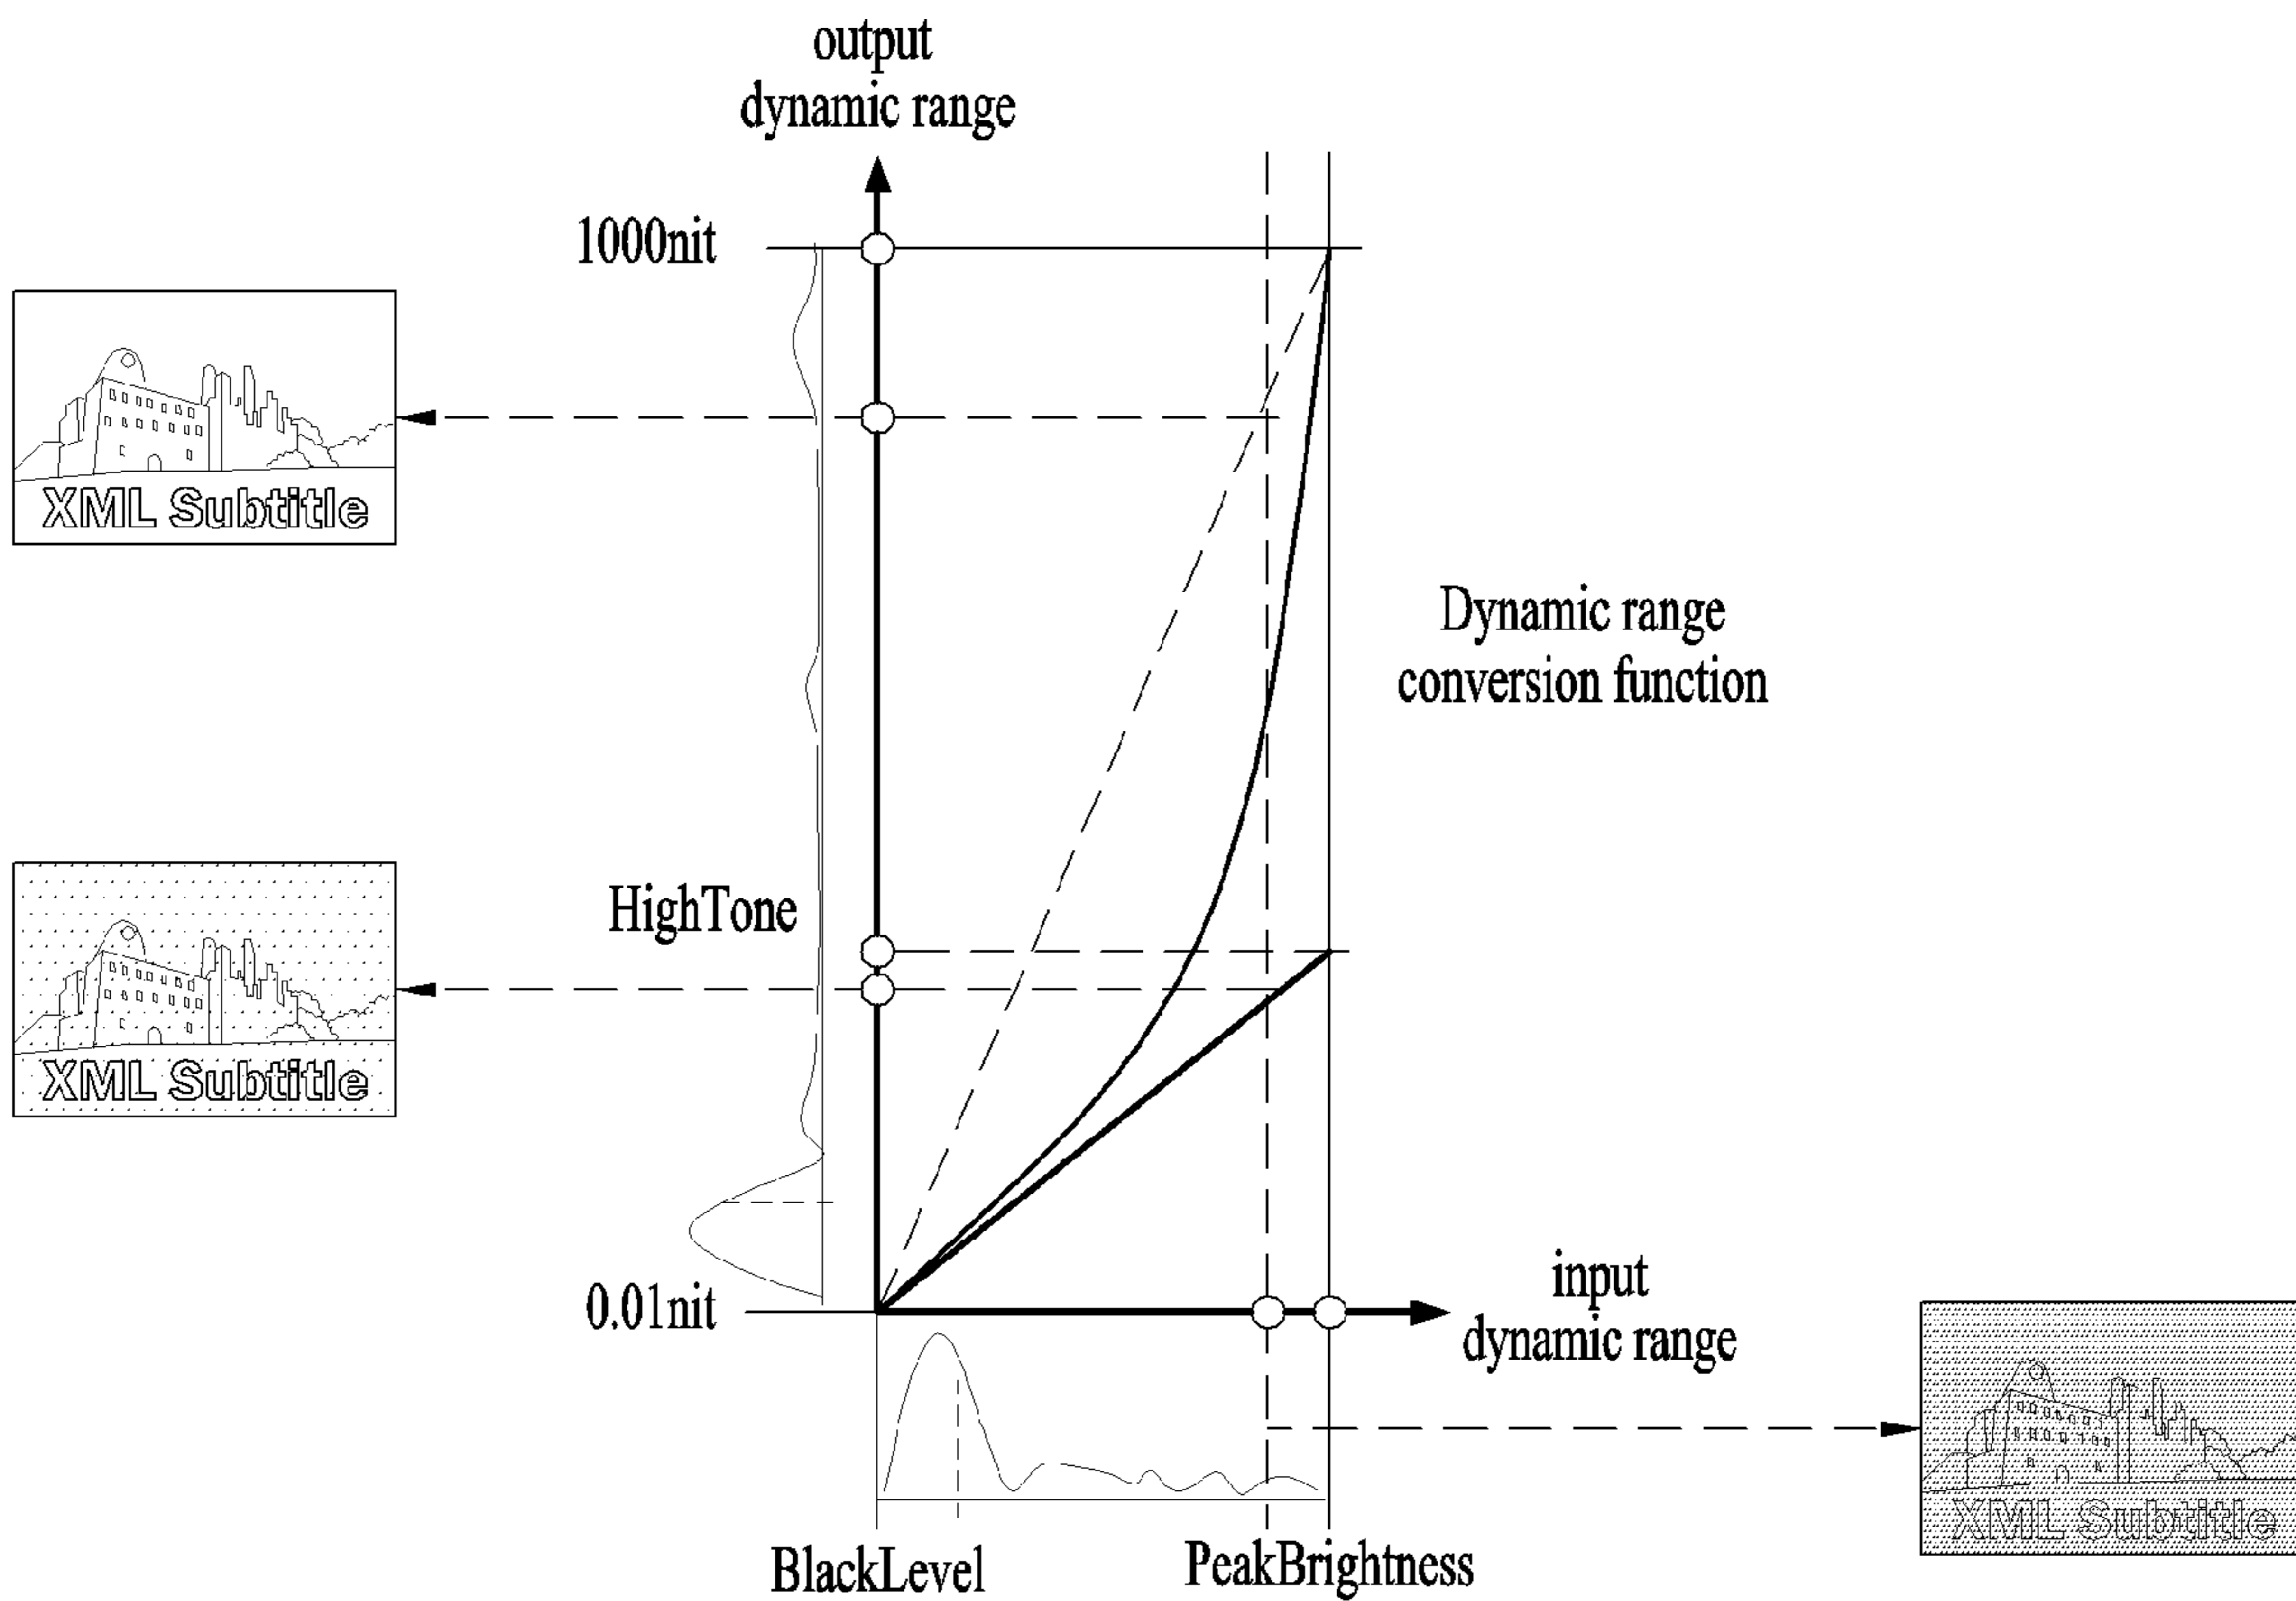 output
dynamic range
1000nit
XML Subtitle
Dynamic range
conversion function
HighTone
XML Subtitle
0.01nit
input
dynamic range
XML Subtitle
BlackLevel
PeakBrightness